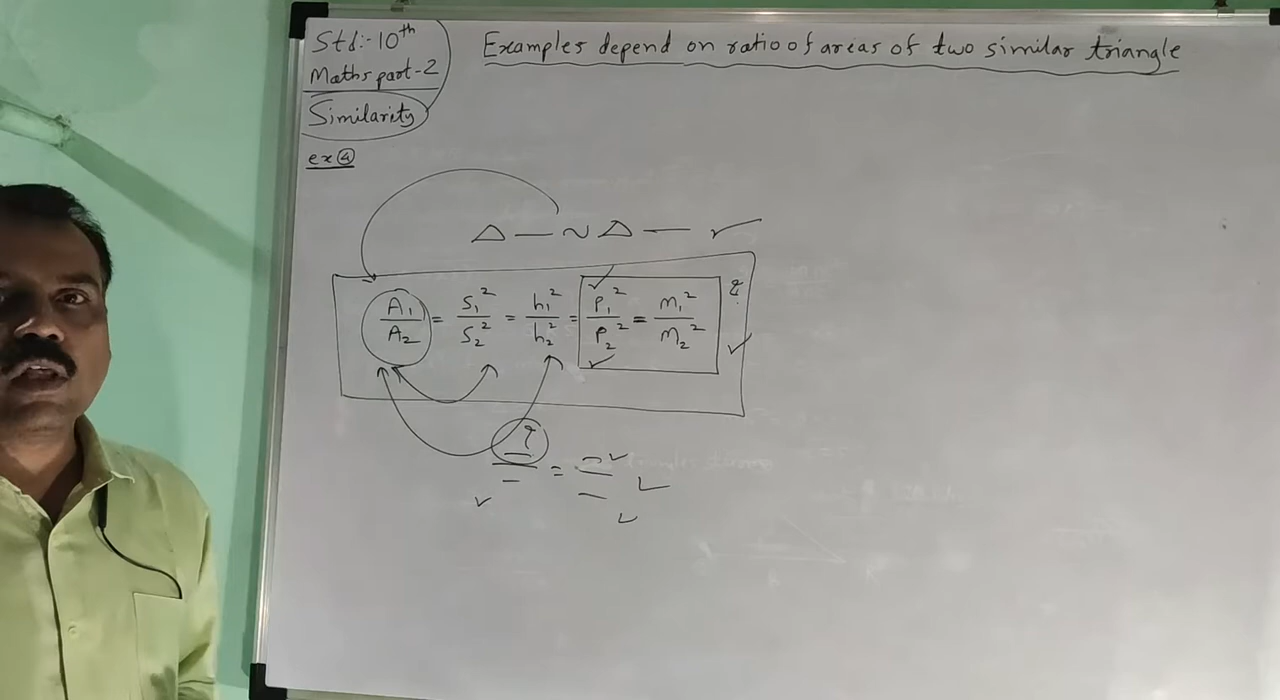 Std:- 10th
Maths part-2
Similarity
Examples depend on ratio of areas of two similar triangle
ex ④
△ — ~ △ — ✓
A₁/A₂ = S₁²/S₂² = h₁²/h₂² = P₁²/P₂² = m₁²/m₂² ?
? =